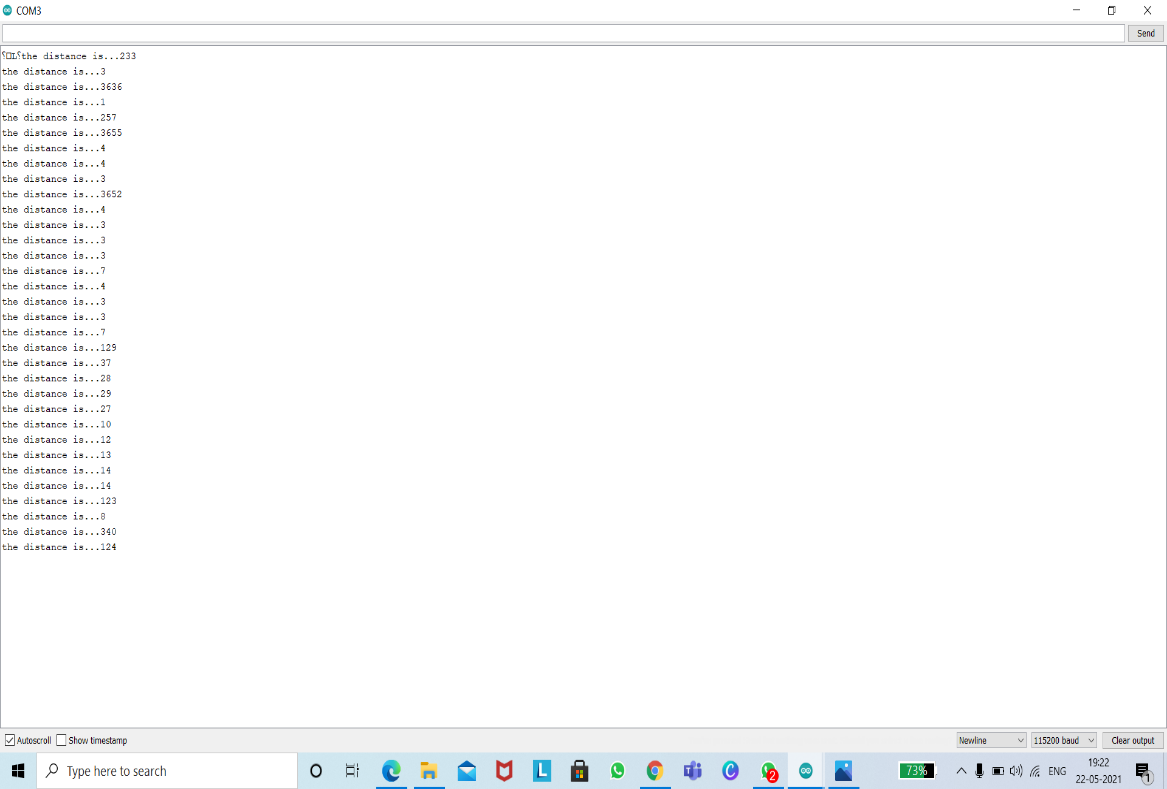 COM3
Send
the distance is...233
the distance is...3
the distance is...3636
the distance is...1
the distance is...257
the distance is...3655
the distance is...4
the distance is...4
the distance is...3
the distance is...3652
the distance is...4
the distance is...3
the distance is...3
the distance is...3
the distance is...7
the distance is...4
the distance is...3
the distance is...3
the distance is...7
the distance is...129
the distance is...37
the distance is...28
the distance is...29
the distance is...27
the distance is...10
the distance is...12
the distance is...13
the distance is...14
the distance is...14
the distance is...123
the distance is...8
the distance is...340
the distance is...124
Autoscroll Show timestamp Newline 115200 baud Clear output
Type here to search 2 73% ENG 19:22
22-05-2021 1